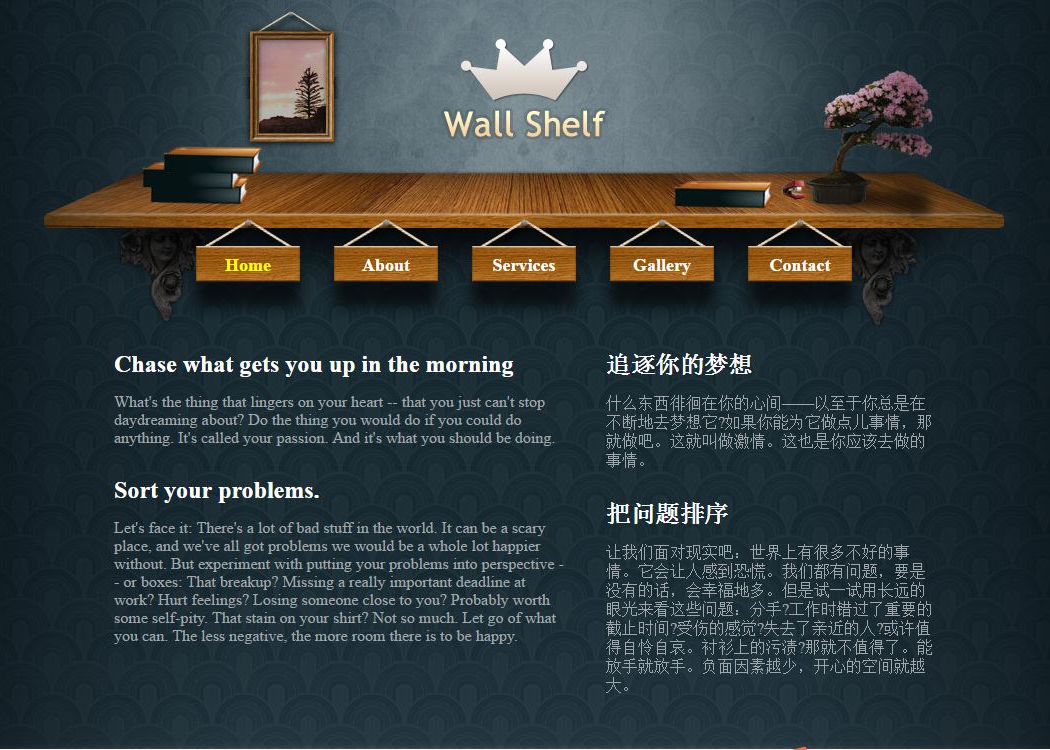 Wall Shelf
Home
About
Services
Gallery
Contact
Chase what gets you up in the morning
What's the thing that lingers on your heart -- that you just can't stop
daydreaming about? Do the thing you would do if you could do
anything. It's called your passion. And it's what you should be doing.
Sort your problems.
Let's face it: There's a lot of bad stuff in the world. It can be a scary
place, and we've all got problems we would be a whole lot happier
without. But experiment with putting your problems into perspective -
- or boxes: That breakup? Missing a really important deadline at
work? Hurt feelings? Losing someone close to you? Probably worth
some self-pity. That stain on your shirt? Not so much. Let go of what
you can. The less negative, the more room there is to be happy.
追逐你的梦想
什么东西徘徊在你的心间——以至于你总是在
不断地去梦想它?如果你能为它做点儿事情，那
就做吧。这就叫做激情。这也是你应该去做的
事情。
把问题排序
让我们面对现实吧：世界上有很多不好的事
情。它会让人感到恐慌。我们都有问题，要是
没有的话，会幸福地多。但是试一试用长远的
眼光来看这些问题：分手?工作时错过了重要的
截止时间?受伤的感觉?失去了亲近的人?或许值
得自怜自哀。衬衫上的污渍?那就不值得了。能
放手就放手。负面因素越少，开心的空间就越
大。